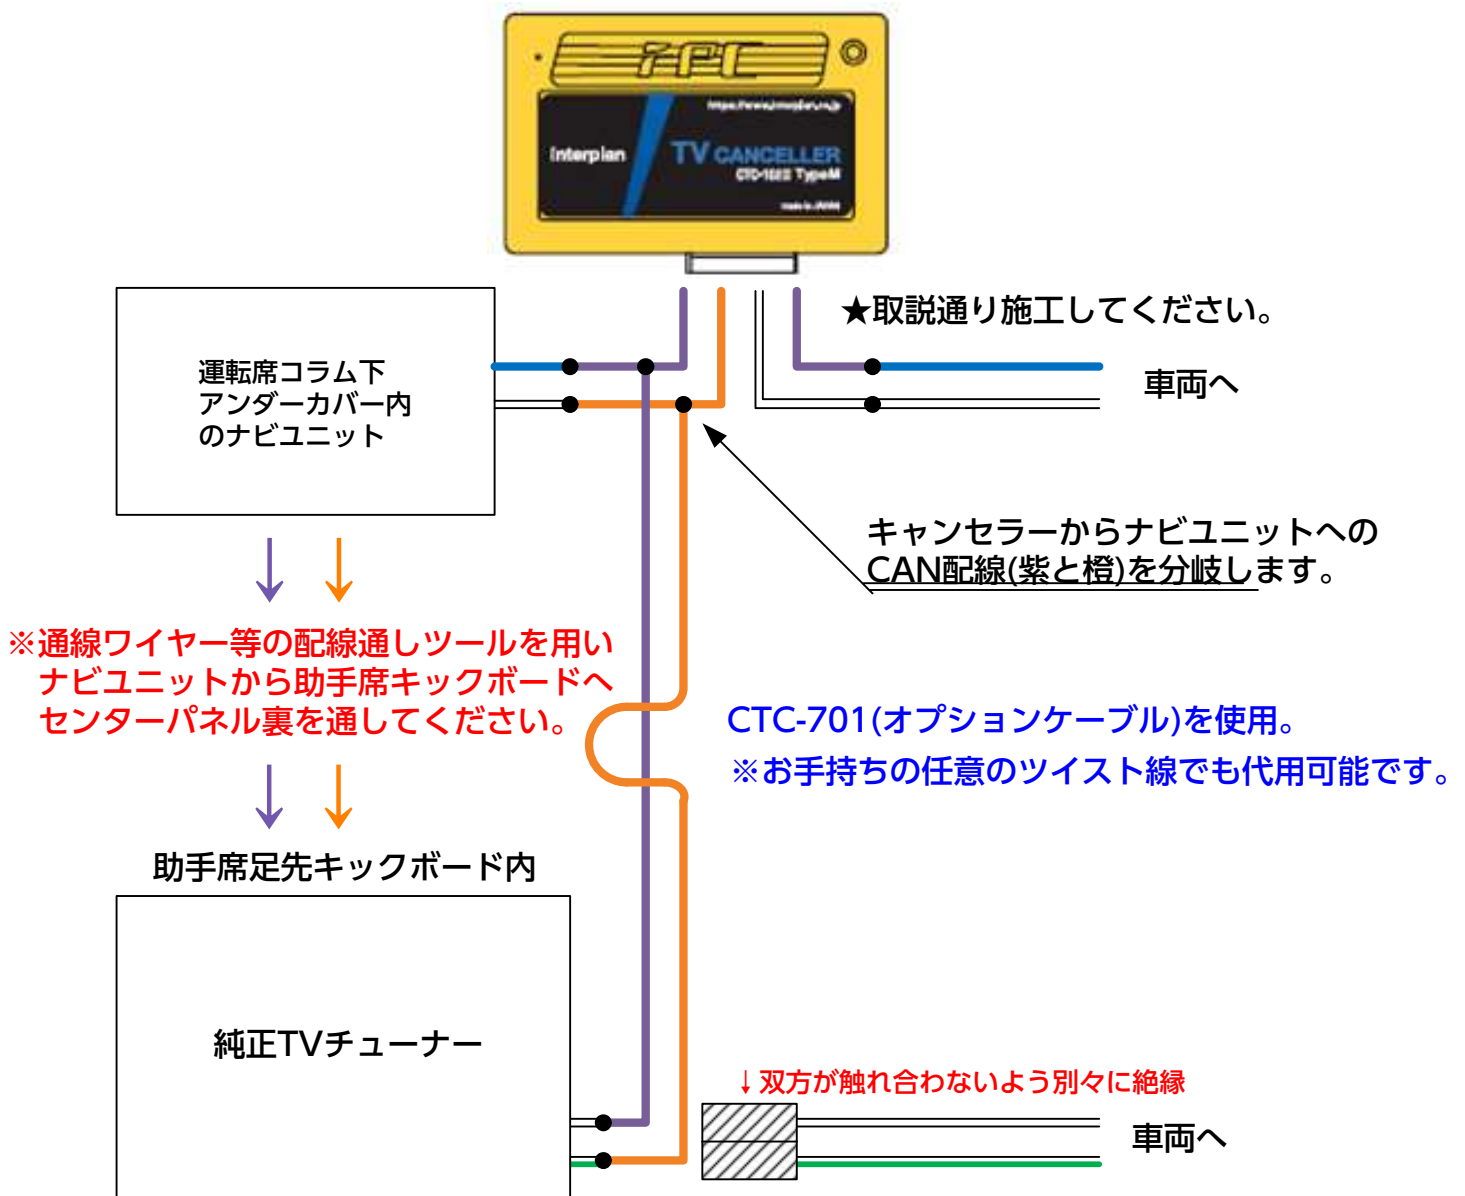 iPC
Interplan
TV CANCELLER
TypeM
made in JAPAN
★取説通り施工してください。
運転席コラム下
アンダーカバー内
のナビユニット
車両へ
キャンセラーからナビユニットへの
CAN配線(紫と橙)を分岐します。
※通線ワイヤー等の配線通しツールを用い
ナビユニットから助手席キックボードへ
センターパネル裏を通してください。
CTC-701(オプションケーブル)を使用。
※お手持ちの任意のツイスト線でも代用可能です。
助手席足先キックボード内
純正TVチューナー
↓双方が触れ合わないよう別々に絶縁
車両へ